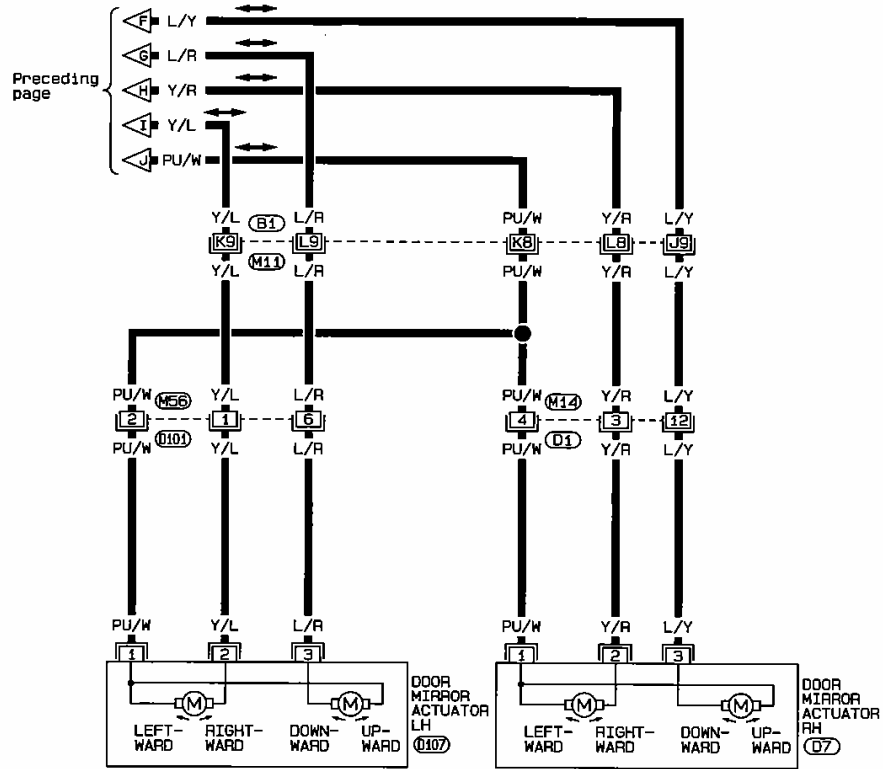 F L/Y
G L/R
Preceding
page
H Y/R
I Y/L
J PU/W
Y/L B1 L/R PU/W Y/R L/Y
K9 L9 K8 L8 J9
Y/L M11 L/R PU/W Y/R L/Y
PU/W M56 Y/L L/R PU/W M14 Y/R L/Y
2 1 6 4 3 12
PU/W D101 Y/L L/R PU/W D1 Y/R L/Y
PU/W Y/L L/R PU/W Y/R L/Y
1 2 3 1 2 3
M M M M
LEFT-
WARD
RIGHT-
WARD
DOWN-
WARD
UP-
WARD
DOOR
MIRROR
ACTUATOR
LH
D107
LEFT-
WARD
RIGHT-
WARD
DOWN-
WARD
UP-
WARD
DOOR
MIRROR
ACTUATOR
RH
D7